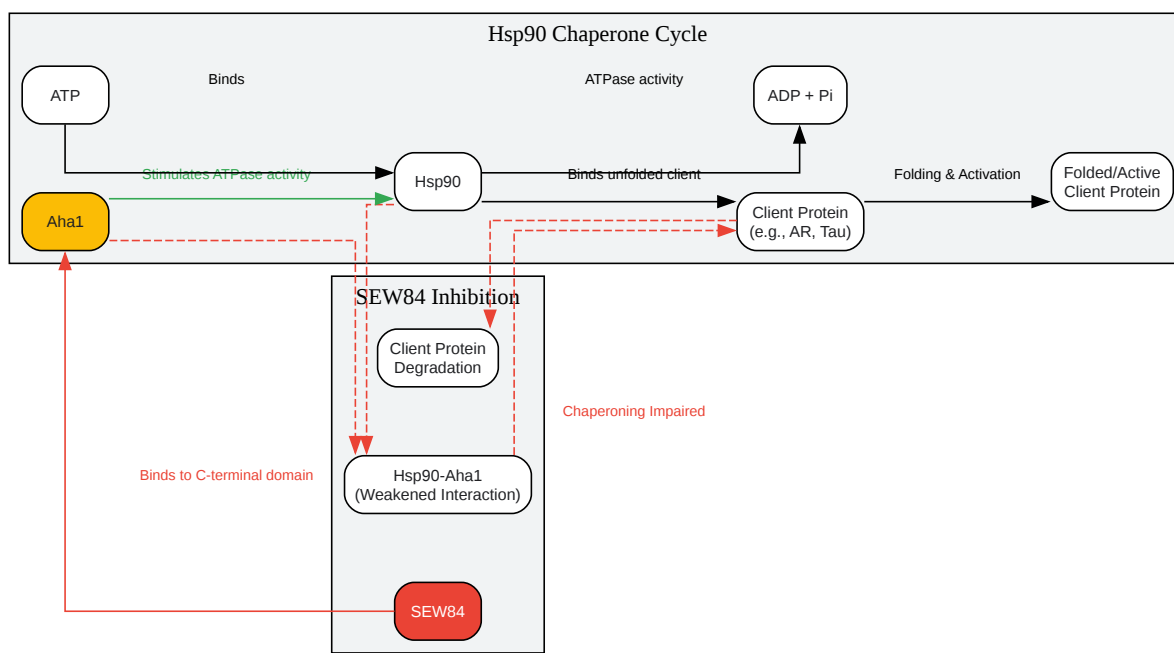 Hsp90 Chaperone Cycle
Binds
ATPase activity
ATP
ADP + Pi
Stimulates ATPase activity
Hsp90
Binds unfolded client
Folding & Activation
Folded/Active
Client Protein
Aha1
Client Protein
(e.g., AR, Tau)
SEW84 Inhibition
Client Protein
Degradation
Chaperoning Impaired
Binds to C-terminal domain
Hsp90-Aha1
(Weakened Interaction)
SEW84